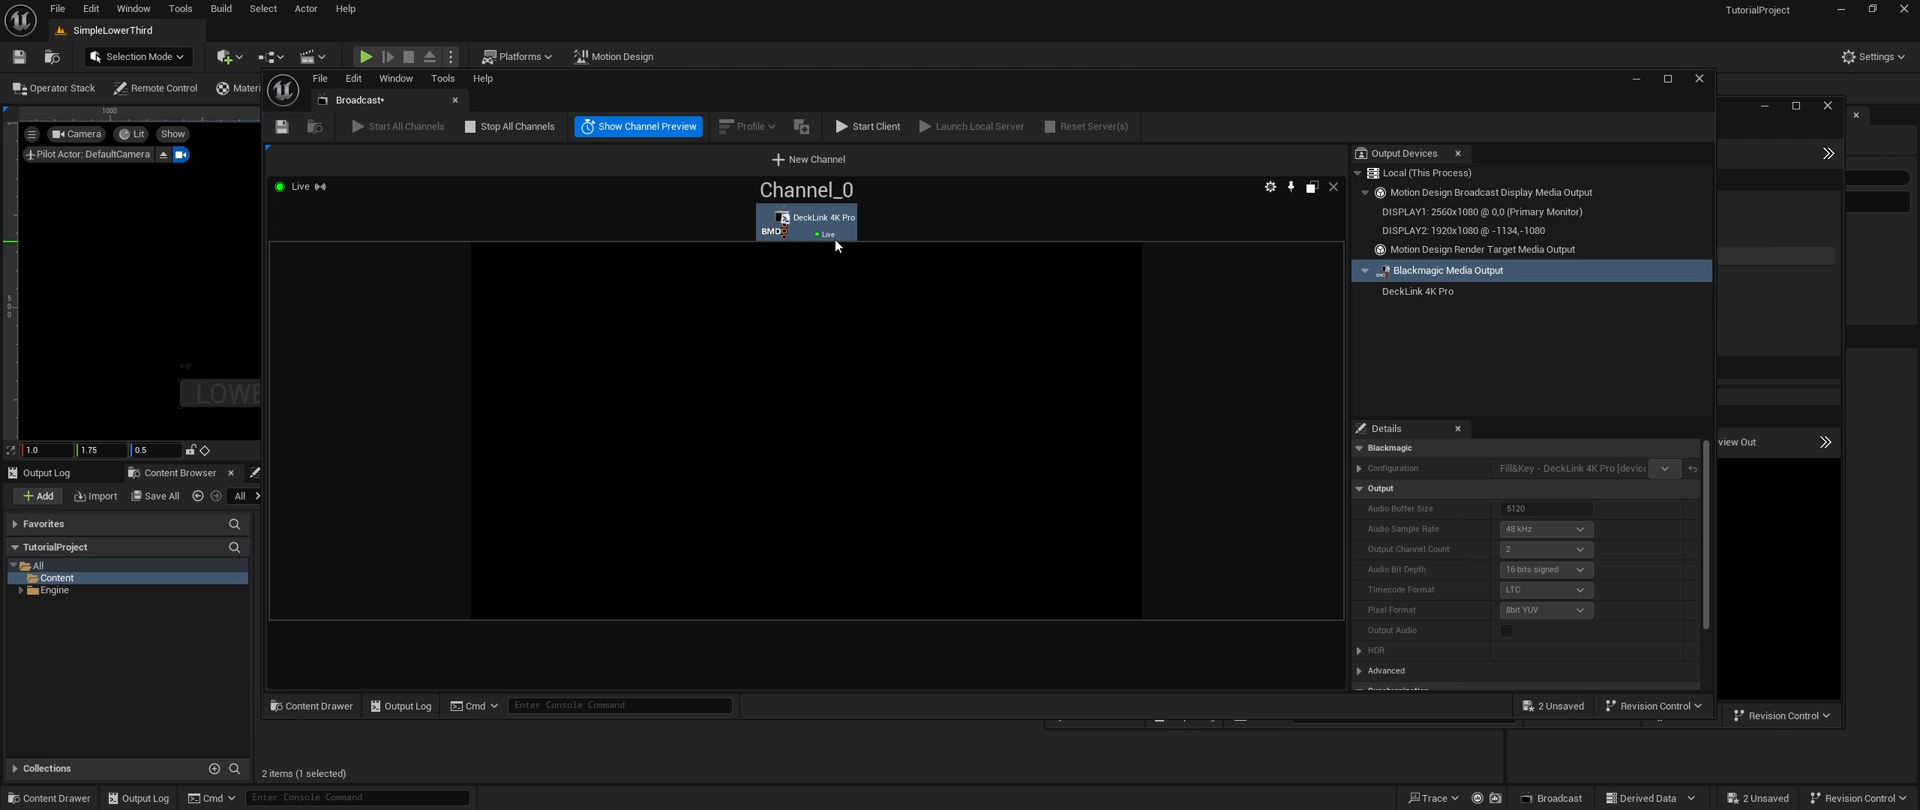 File Edit Window Tools Build Select Actor Help
TutorialProject
SimpleLowerThird
Selection Mode
Platforms
Motion Design
Settings
Operator Stack
Remote Control
Materi
File Edit Window Tools Help
Broadcast•
Start All Channels
Stop All Channels
Show Channel Preview
Profile
Start Client
Launch Local Server
Reset Server(s)
1000
Camera
Lit
Show
Pilot Actor: DefaultCamera
New Channel
Live
Channel_0
DeckLink 4K Pro
BMD
Live
Output Devices
Local (This Process)
Motion Design Broadcast Display Media Output
DISPLAY1: 2560x1080 @ 0,0 (Primary Monitor)
DISPLAY2: 1920x1080 @ -1134,-1080
Motion Design Render Target Media Output
Blackmagic Media Output
DeckLink 4K Pro
LOWE
1.0
1.75
0.5
Output Log
Content Browser
Add
Import
Save All
All
Favorites
TutorialProject
All
Content
Engine
Collections
2 items (1 selected)
Details
Blackmagic
Configuration
Fill&Key - DeckLink 4K Pro [device
Output
Audio Buffer Size
5120
Audio Sample Rate
48 kHz
Output Channel Count
2
Audio Bit Depth
16 bits signed
Timecode Format
LTC
Pixel Format
8bit YUV
Output Audio
HDR
Advanced
view Out
Content Drawer
Output Log
Cmd
Enter Console Command
2 Unsaved
Revision Control
Revision Control
Content Drawer
Output Log
Cmd
Enter Console Command
Trace
Broadcast
Derived Data
2 Unsaved
Revision Control